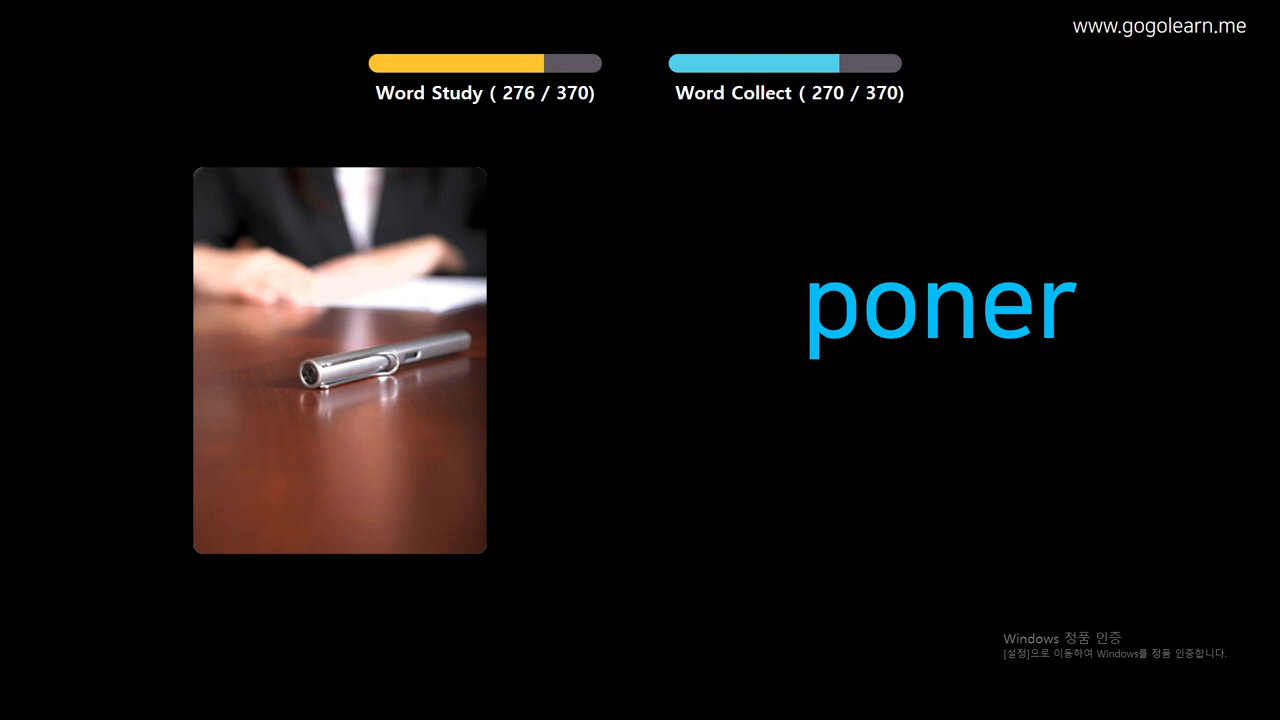 www.gogolearn.me
Word Study ( 276 / 370)
Word Collect ( 270 / 370)
poner
Windows 정품 인증
[설정]으로 이동하여 Windows를 정품 인증합니다.